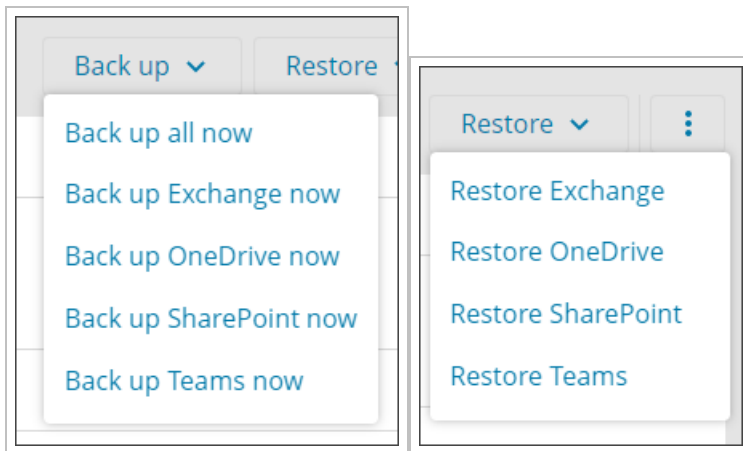 Back up
Restore
Back up all now
Back up Exchange now
Back up OneDrive now
Back up SharePoint now
Back up Teams now
Restore
Restore Exchange
Restore OneDrive
Restore SharePoint
Restore Teams